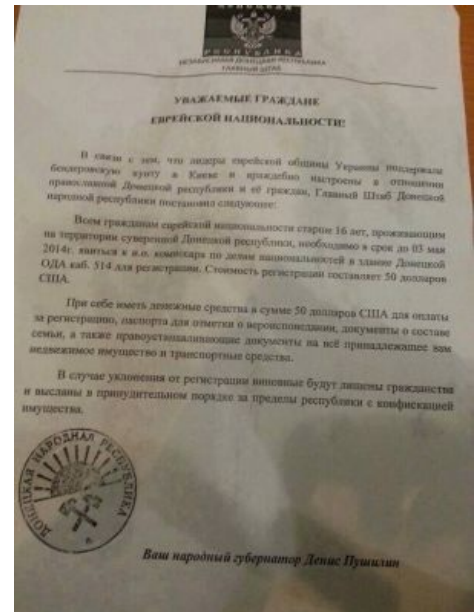 РЕСПУБЛИКА
НЕЗАВИСИМАЯ ДОНЕЦКАЯ РЕСПУБЛИКА
ГЛАВНЫЙ ШТАБ
УВАЖАЕМЫЕ ГРАЖДАНЕ
ЕВРЕЙСКОЙ НАЦИОНАЛЬНОСТИ!
В связи с тем, что лидеры еврейской общины Украины поддержали
бендеровскую хунту в Киеве и враждебно настроены в отношении
православной Донецкой республики и её граждан, Главный Штаб Донецкой
народной республики постановил следующее:
Всем гражданам еврейской национальности старше 16 лет, проживающим
на территории суверенной Донецкой республики, необходимо в срок до 03 мая
2014г. явиться к и.о. комиссара по делам национальностей в здание Донецкой
ОДА каб. 514 для регистрации. Стоимость регистрации составляет 50 долларов
США.
При себе иметь денежные средства в сумме 50 долларов США для оплаты
за регистрацию, паспорта для отметки о вероисповедании, документы о составе
семьи, а также правоустанавливающие документы на всё принадлежащее вам
недвижимое имущество и транспортные средства.
В случае уклонения от регистрации виновные будут лишены гражданства
и высланы в принудительном порядке за пределы республики с конфискацией
имущества.
ДОНЕЦКАЯ НАРОДНАЯ РЕСПУБЛИКА
Ваш народный губернатор Денис Пушилин